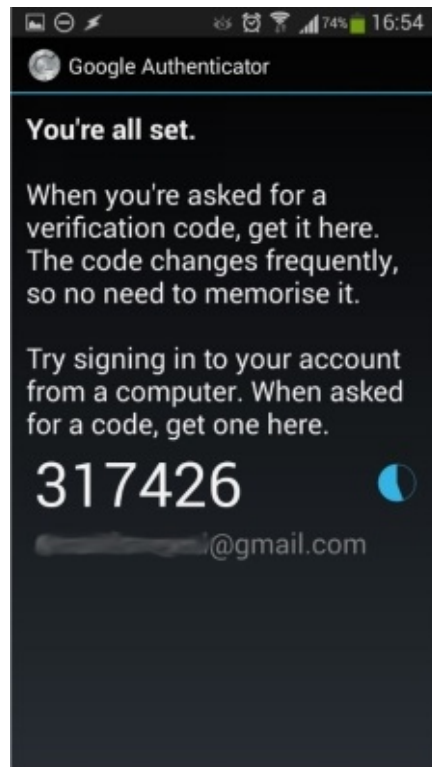 74% 16:54
Google Authenticator
You're all set.
When you're asked for a
verification code, get it here.
The code changes frequently,
so no need to memorise it.
Try signing in to your account
from a computer. When asked
for a code, get one here.
317426
@gmail.com